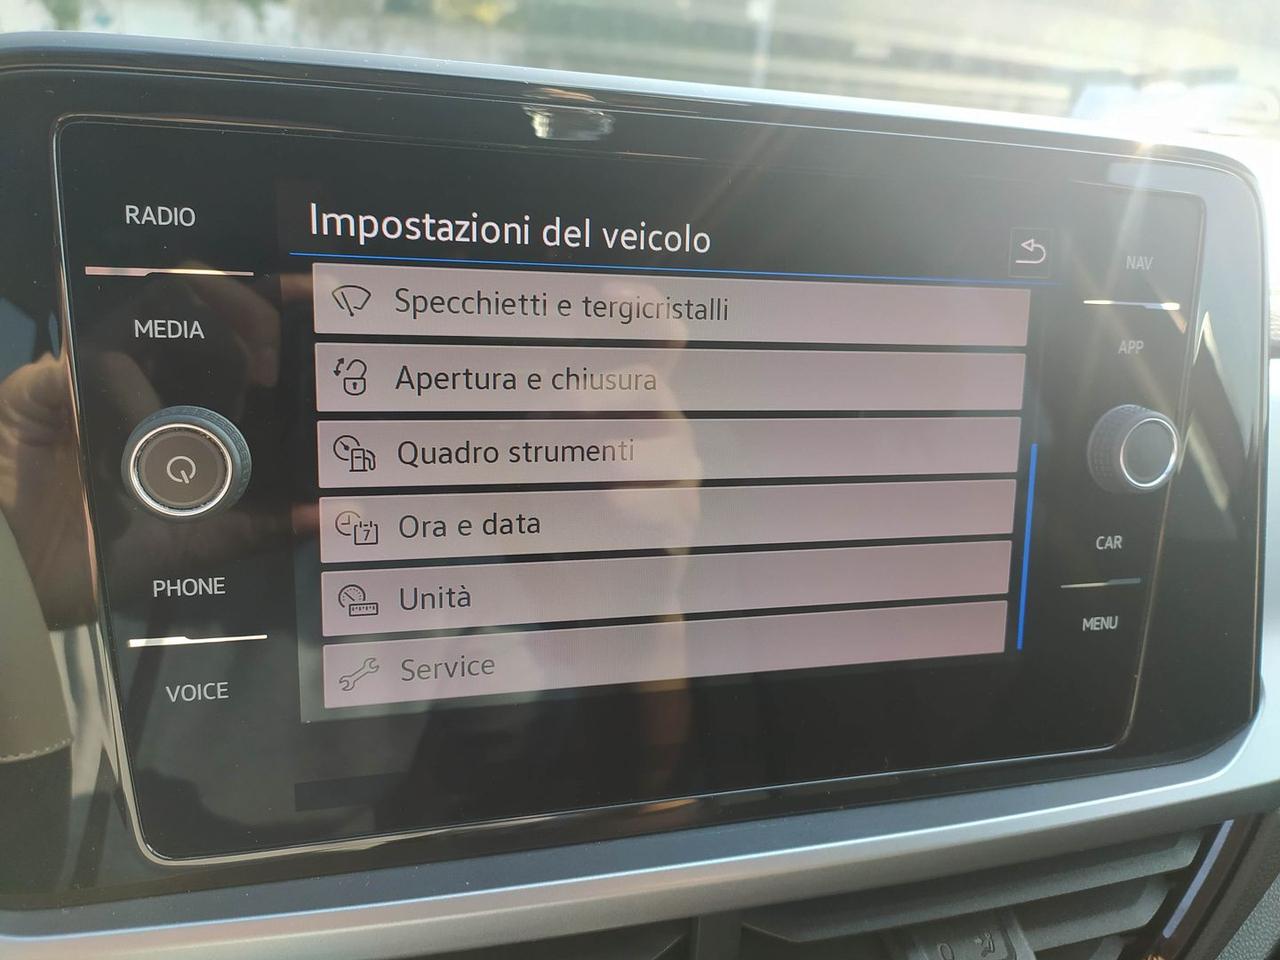 RADIO
MEDIA
PHONE
VOICE
Impostazioni del veicolo
Specchietti e tergicristalli
Apertura e chiusura
Quadro strumenti
7
Ora e data
Unità
Service
NAV
APP
CAR
MENU